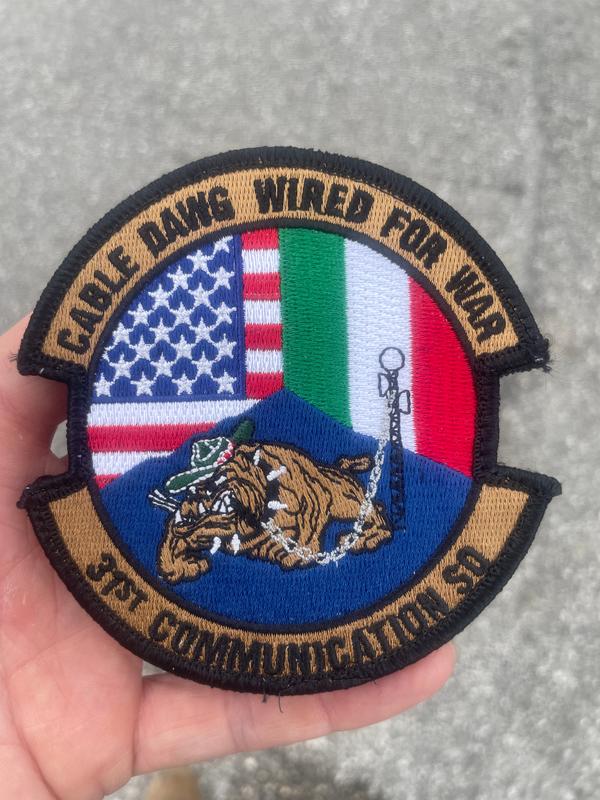 CABLE DAWG WIRED FOR WAR
31ST COMMUNICATION SQ